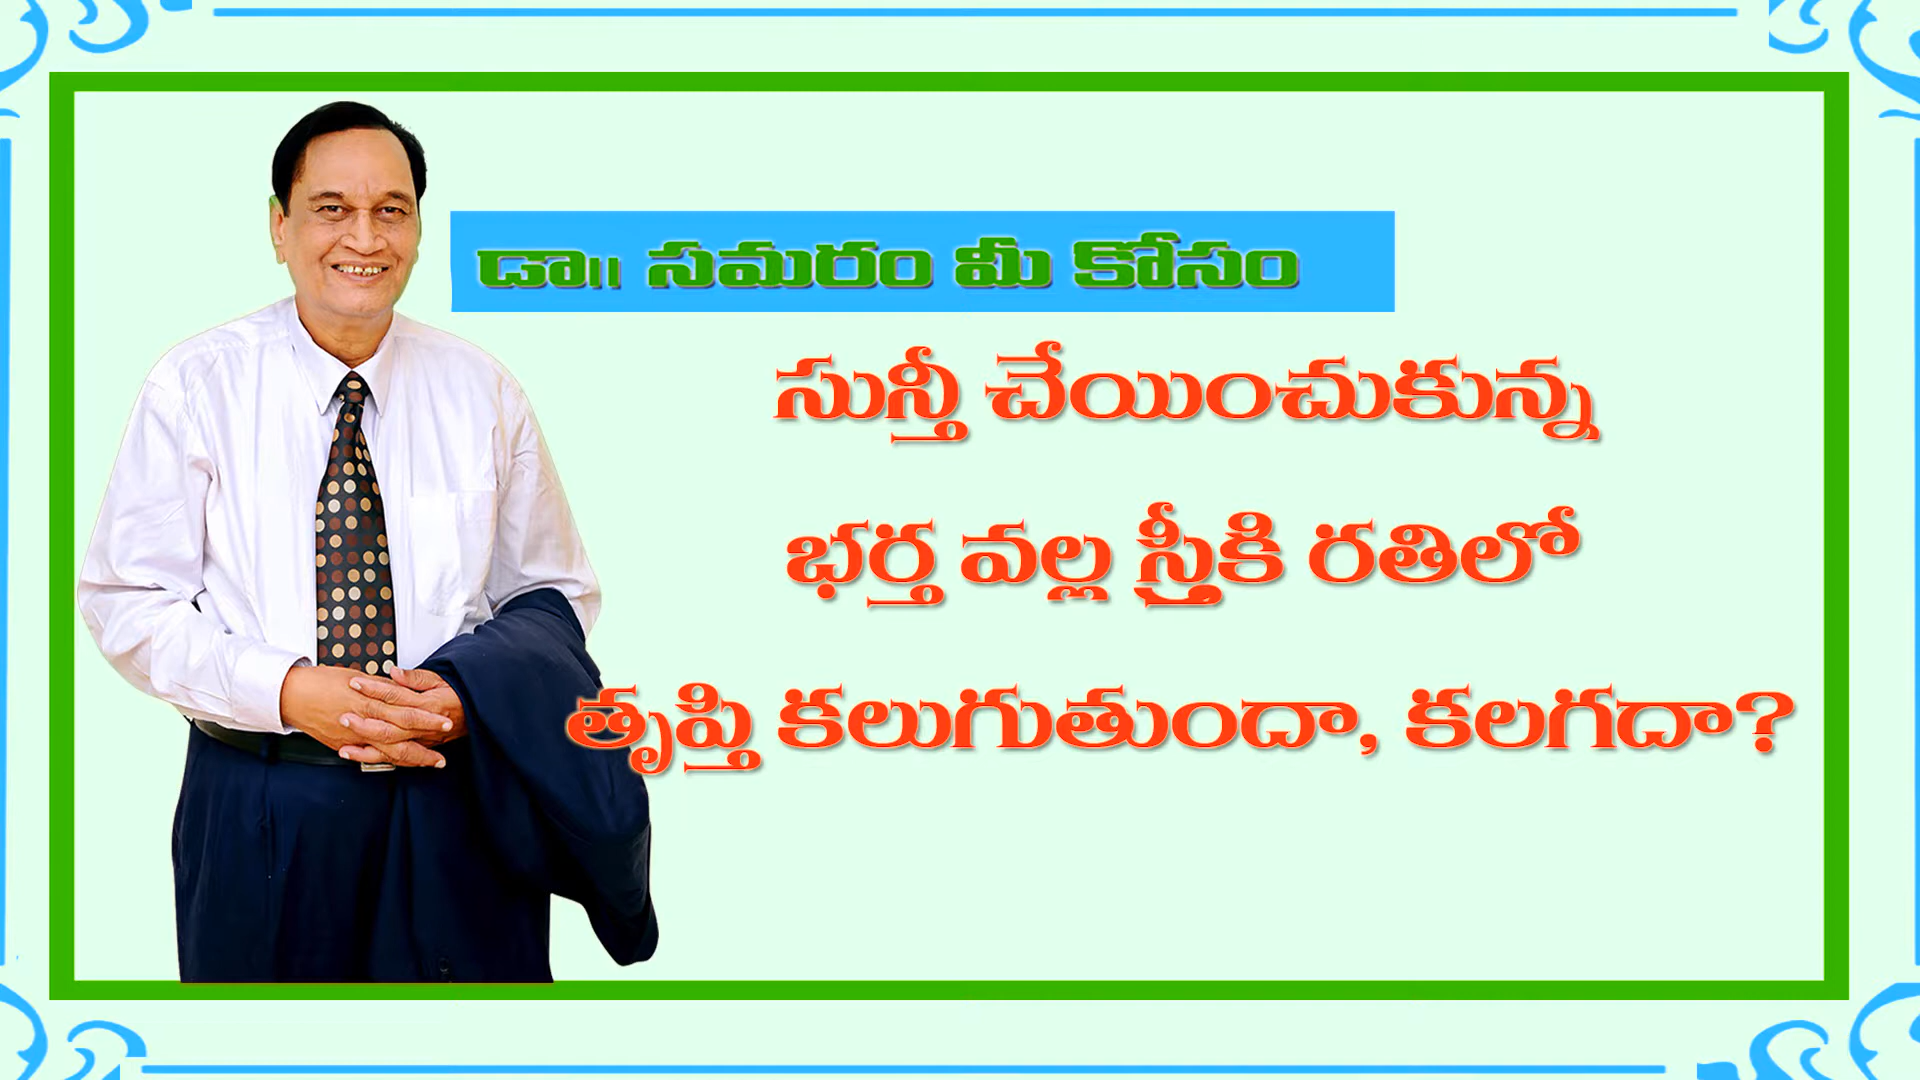 డా॥ సమరం మీ కోసం
సున్తీ చేయించుకున్న
భర్త వల్ల స్త్రీకి రతిలో
తృప్తి కలుగుతుందా, కలగదా?